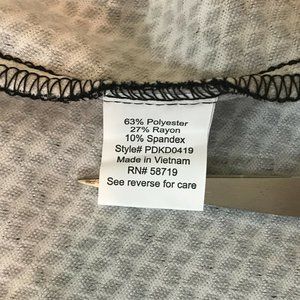 63% Polyester
27% Rayon
10% Spandex
Style# PDKD0419
Made in Vietnam
RN# 58719
See reverse for care